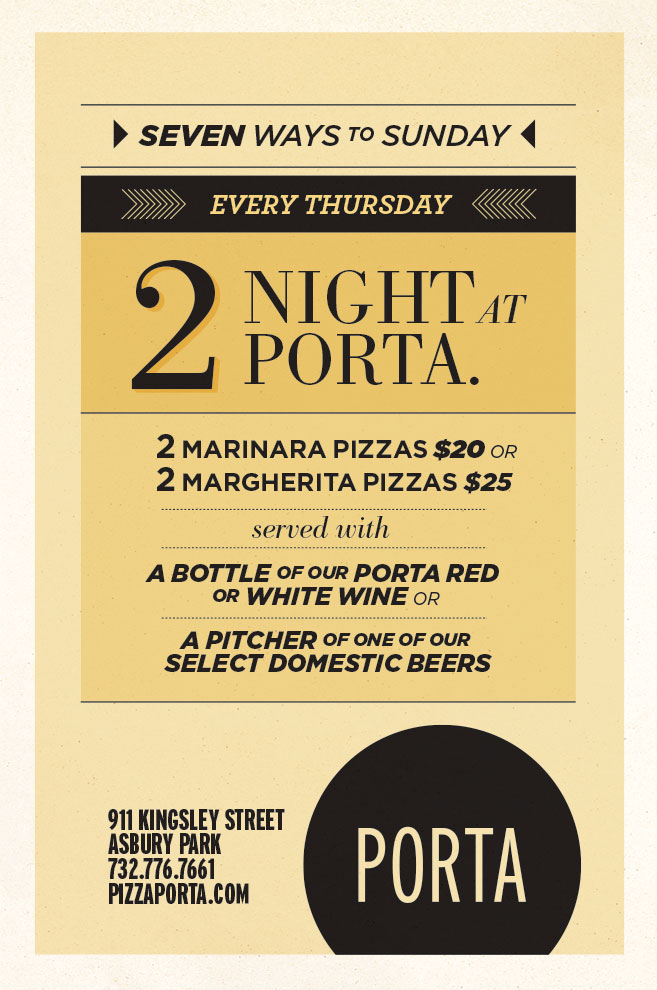 SEVEN WAYS TO SUNDAY
EVERY THURSDAY
2 NIGHT AT
PORTA.
2 MARINARA PIZZAS $20 OR
2 MARGHERITA PIZZAS $25
served with
A BOTTLE OF OUR PORTA RED
OR WHITE WINE OR
A PITCHER OF ONE OF OUR
SELECT DOMESTIC BEERS
911 KINGSLEY STREET
ASBURY PARK
732.776.7661
PIZZAPORTA.COM
PORTA